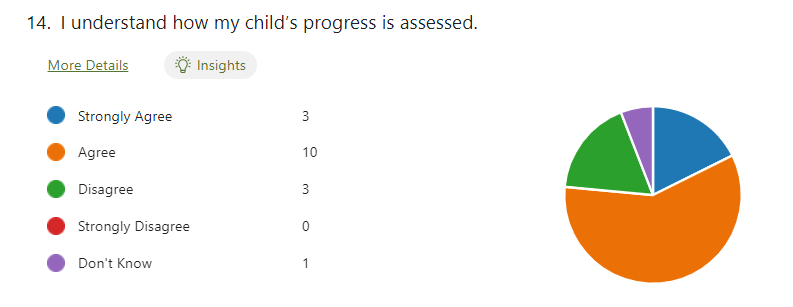 14. I understand how my child's progress is assessed.
More Details
Insights
Strongly Agree 3
Agree 10
Disagree 3
Strongly Disagree 0
Don't Know 1